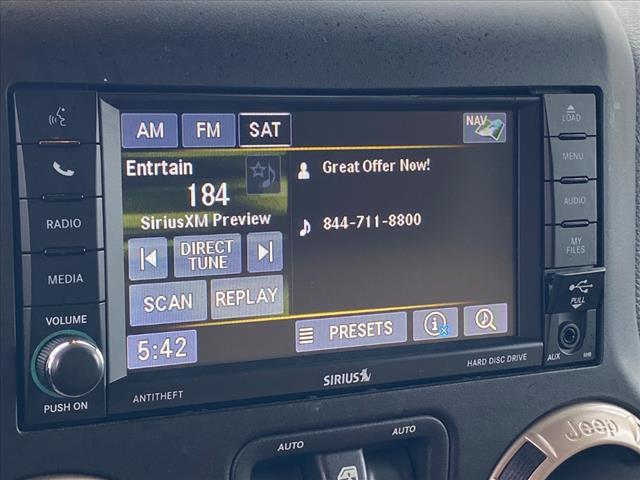 AM
FM
SAT
NAV
LOAD
Entrtain
184
SiriusXM Preview
Great Offer Now!
844-711-8800
DIRECT
TUNE
SCAN
REPLAY
5:42
PRESETS
RADIO
MEDIA
VOLUME
PUSH ON
MENU
AUDIO
MY
FILES
PULL
AUX
ANTITHEFT
SIRIUS
HARD DISC DRIVE
AUTO
AUTO
Jeep